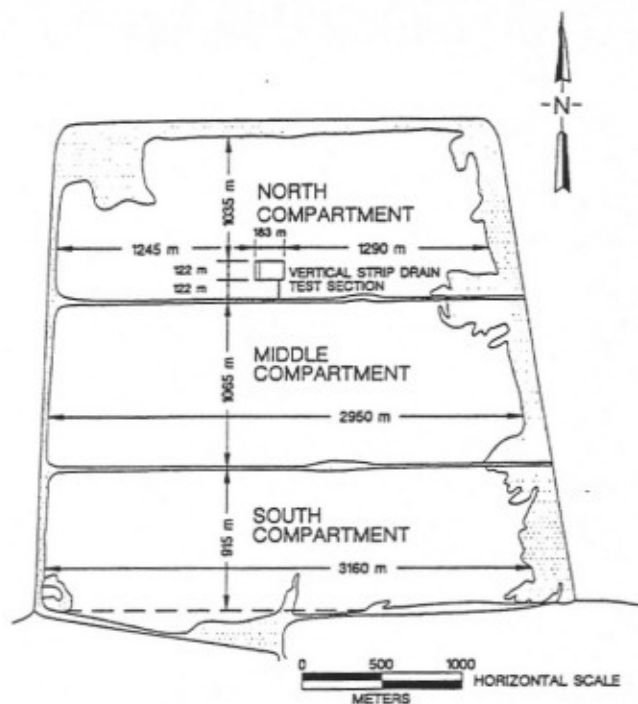 N
NORTH
COMPARTMENT
1035 m
183 m
1245 m
1290 m
122 m
VERTICAL STRIP DRAIN
122 m
TEST SECTION
MIDDLE
COMPARTMENT
1065 m
2950 m
SOUTH
COMPARTMENT
915 m
3160 m
0 500 1000
HORIZONTAL SCALE
METERS